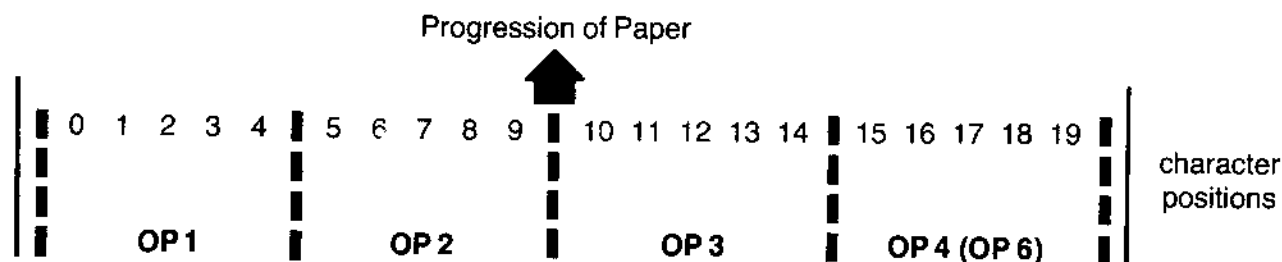 Progression of Paper
0 1 2 3 4 5 6 7 8 9 10 11 12 13 14 15 16 17 18 19
character
positions
OP 1 OP 2 OP 3 OP 4 (OP 6)